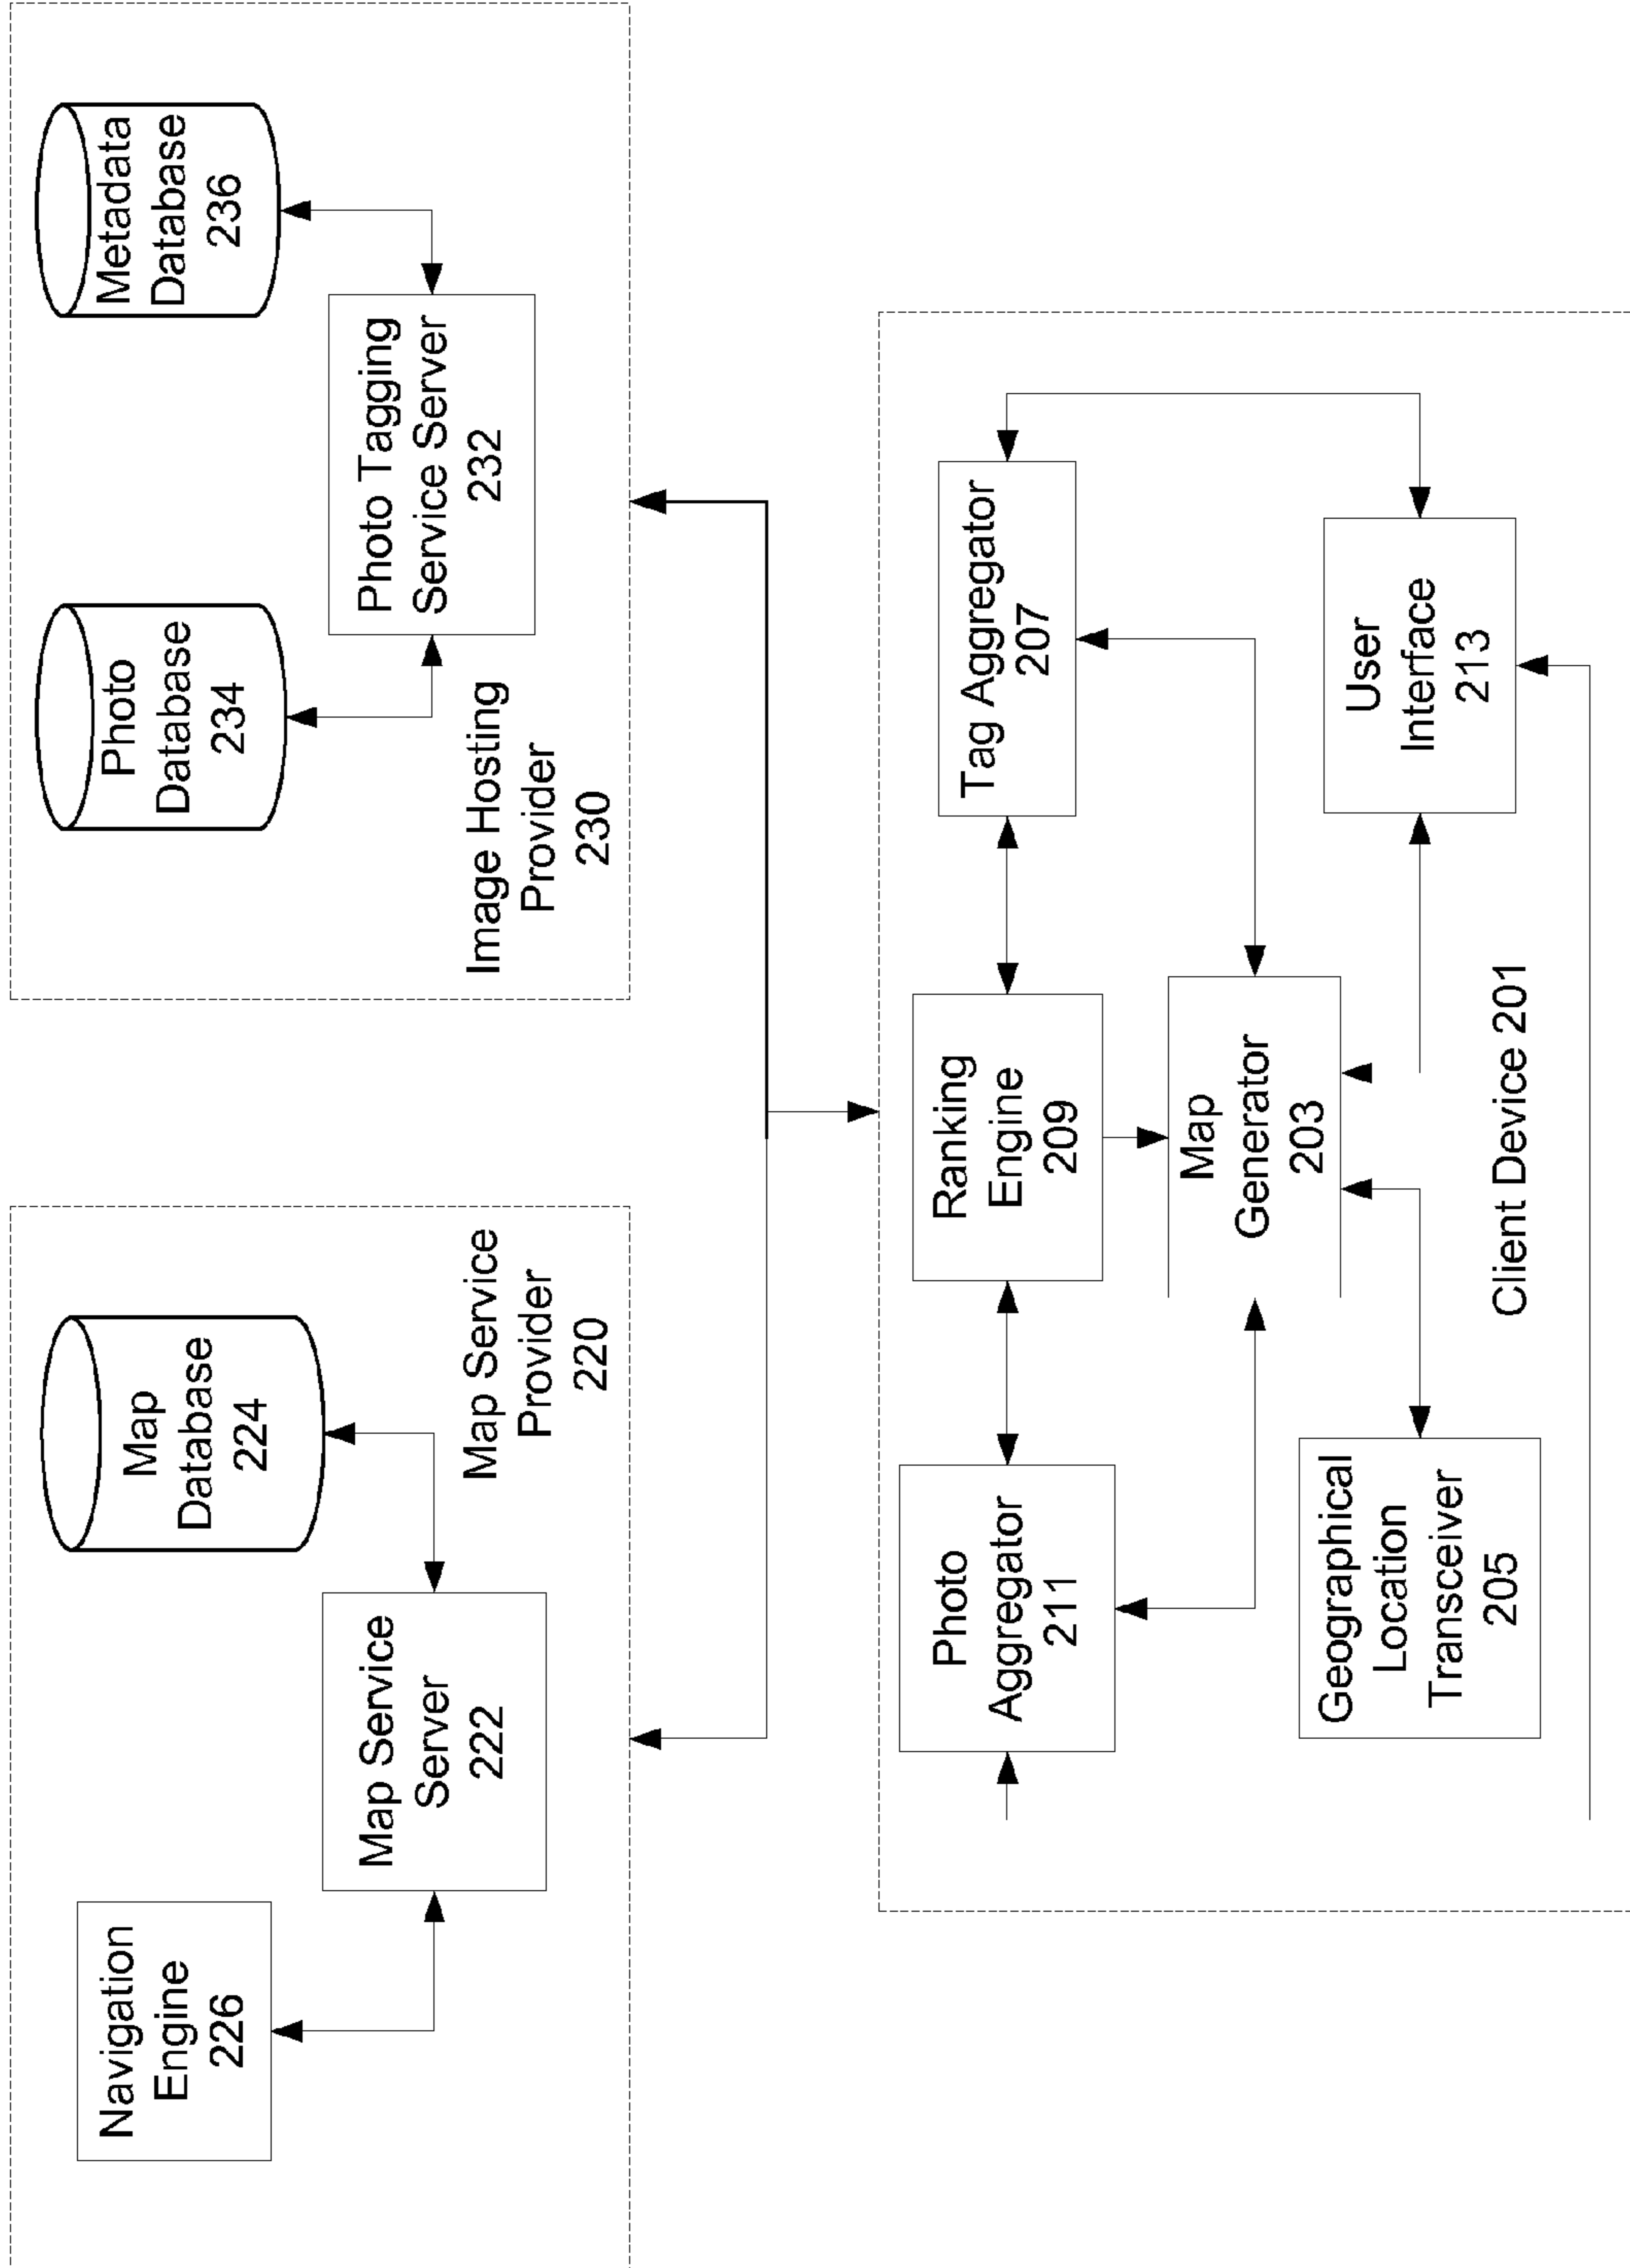 Navigation
Engine
226
Map Service
Server
222
Map
Database
224
Map Service
Provider
220
Photo
Database
234
Photo Tagging
Service Server
232
Metadata
Database
236
Image Hosting
Provider
230
Photo
Aggregator
211
Ranking
Engine
209
Tag Aggregator
207
Map
Generator
203
Geographical
Location
Transceiver
205
User
Interface
213
Client Device 201